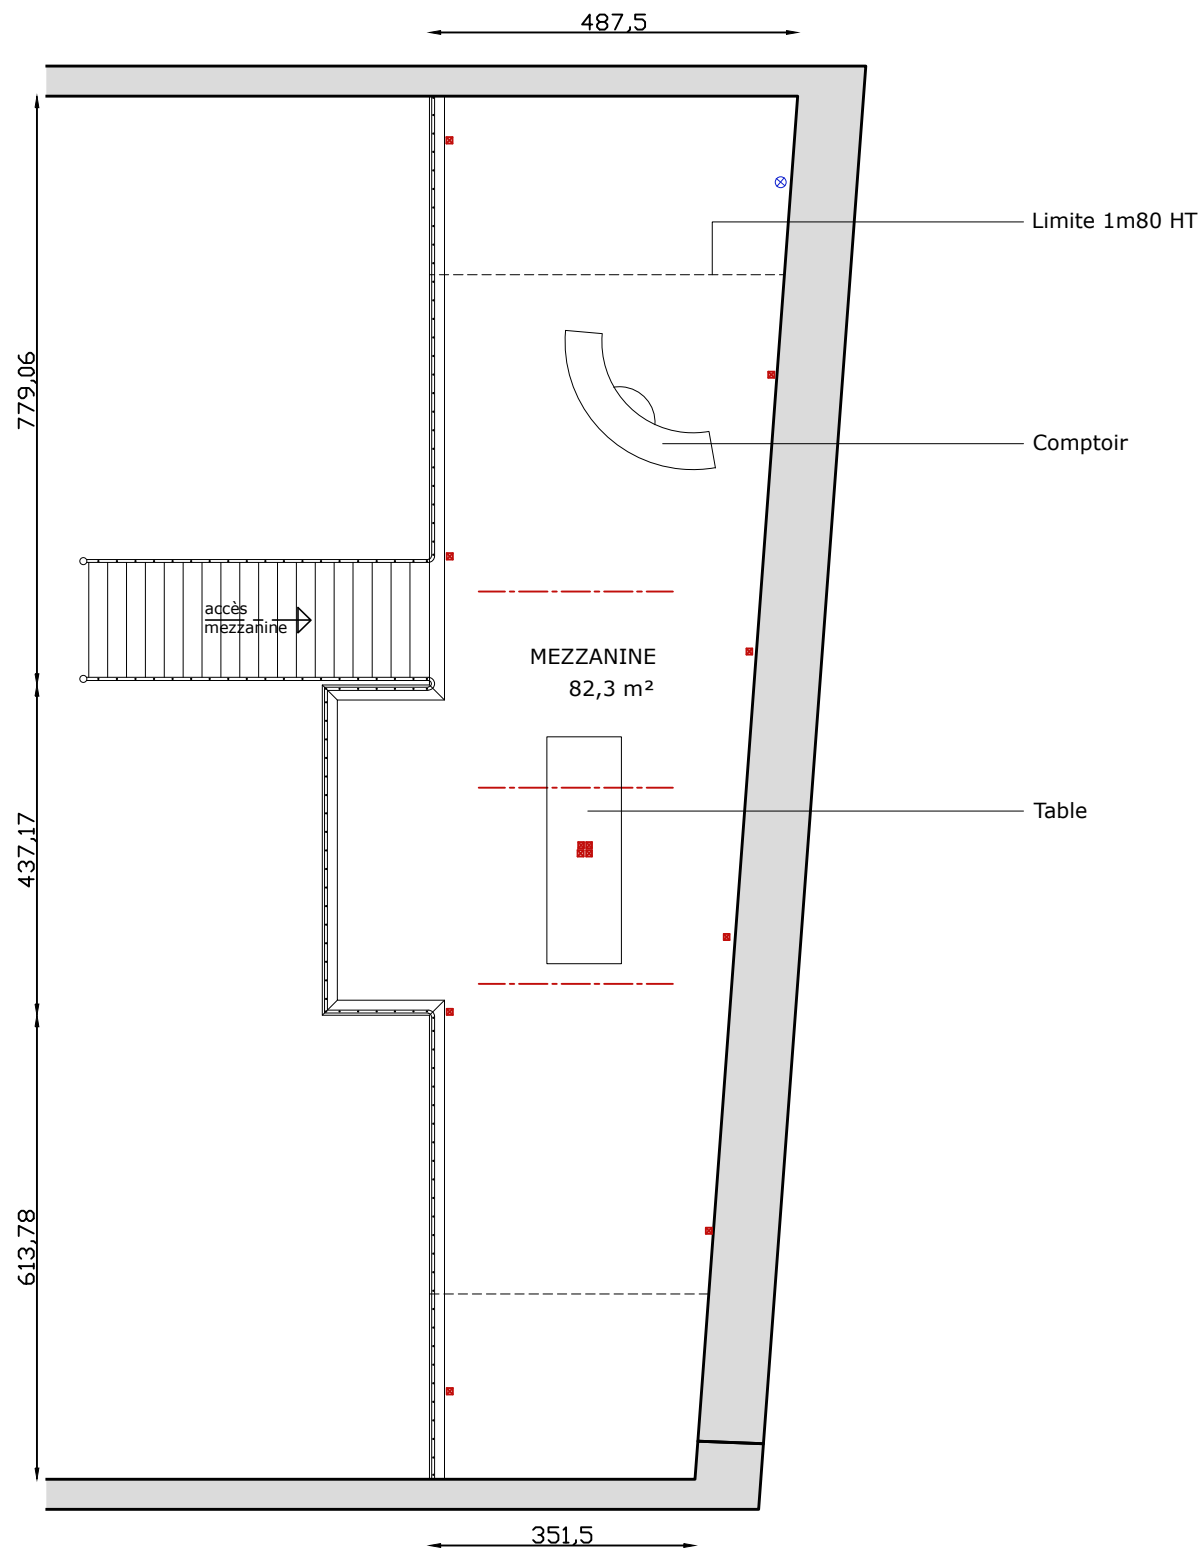 487,5
Limite 1m80 HT
779,06
Comptoir
accès
mezzanine
MEZZANINE
82,3 m²
Table
437,17
613,78
351,5